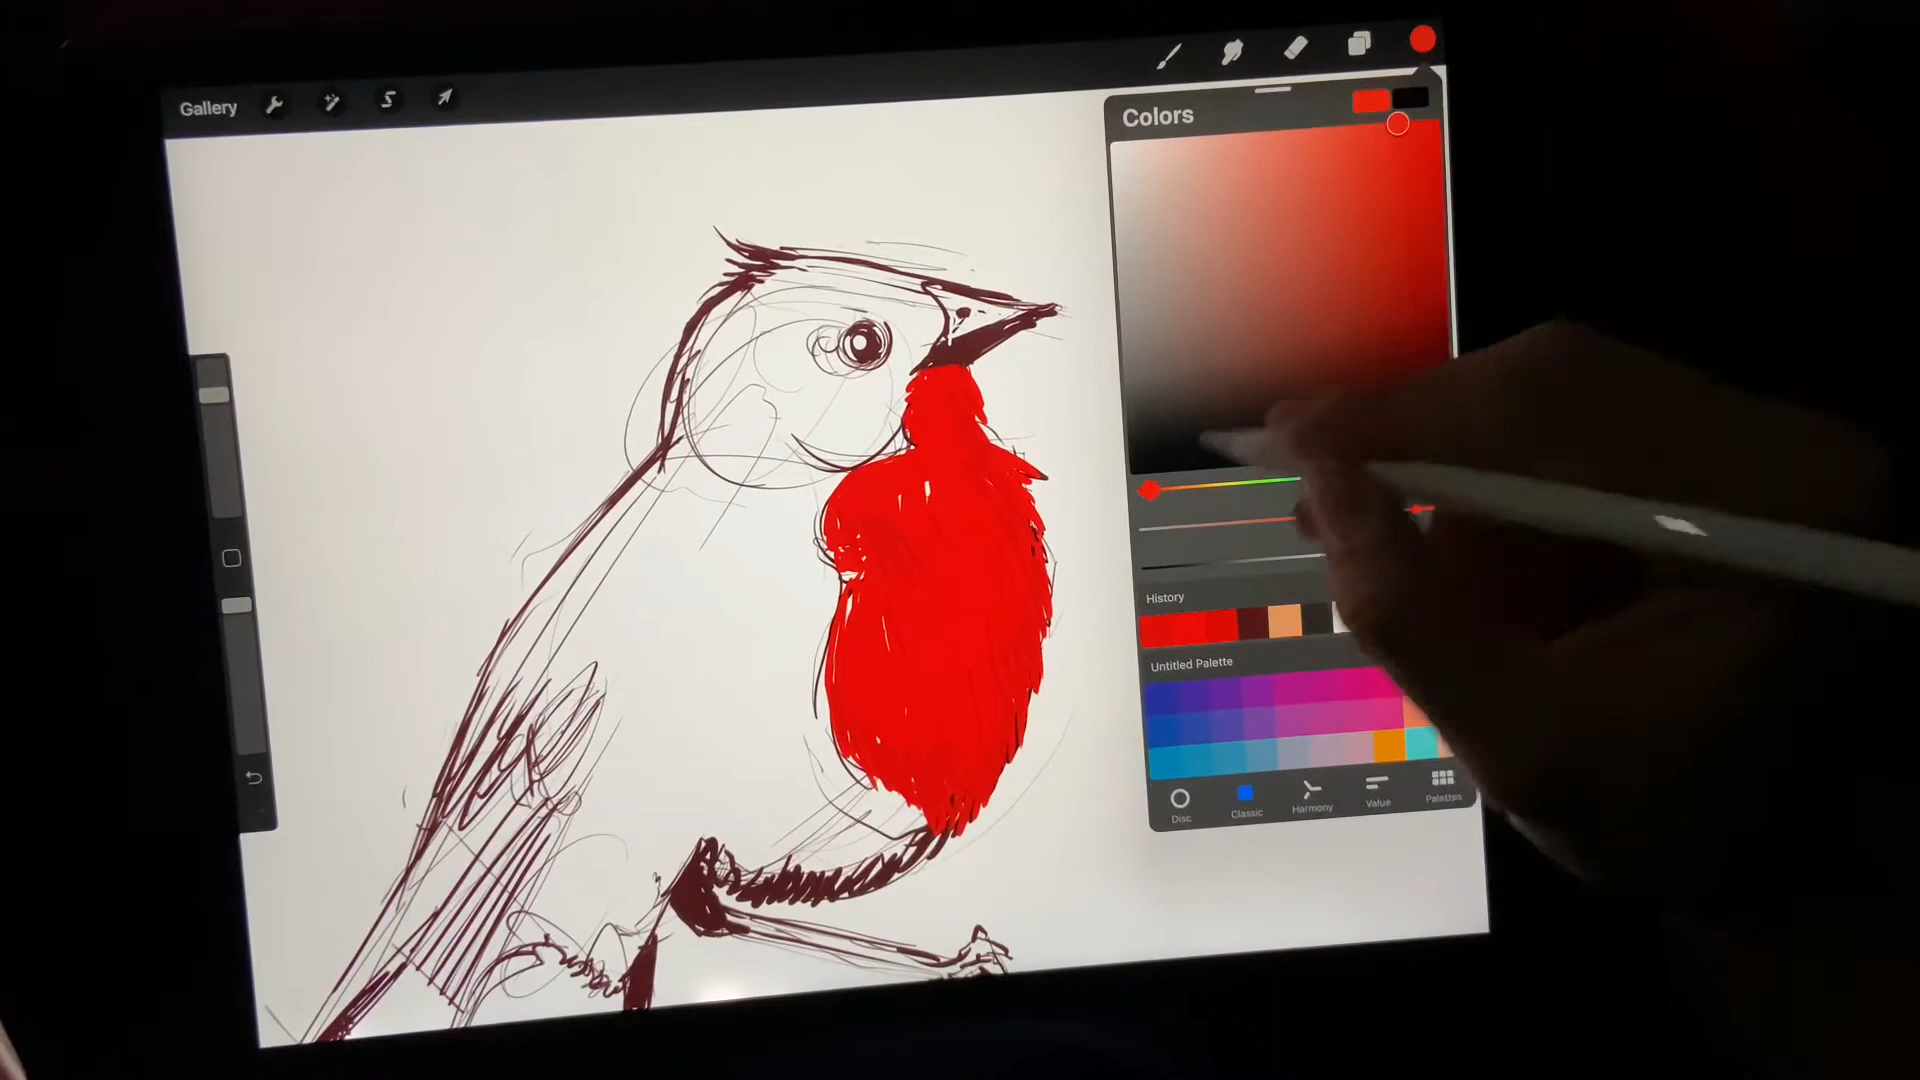 Gallery
Colors
History
Untitled Palette
Disc
Classic
Harmony
Value
Palettes